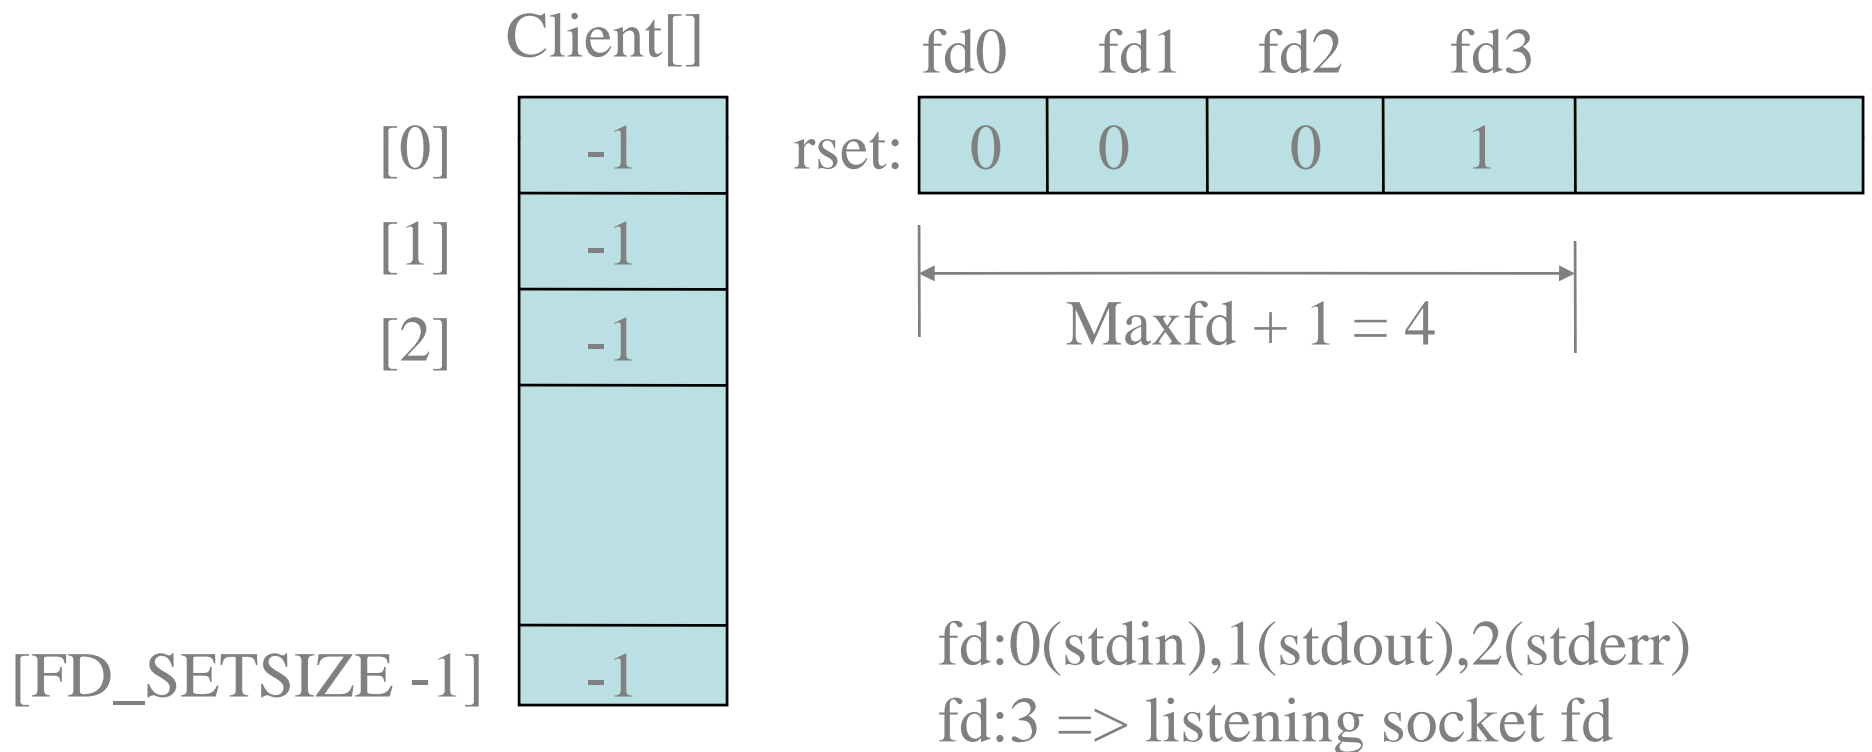 Client[]
fd0 fd1 fd2 fd3
[0] -1 rset: 0 0 0 1
[1] -1
[2] -1 Maxfd + 1 = 4
fd:0(stdin),1(stdout),2(stderr)
[FD_SETSIZE -1] -1
fd:3 => listening socket fd